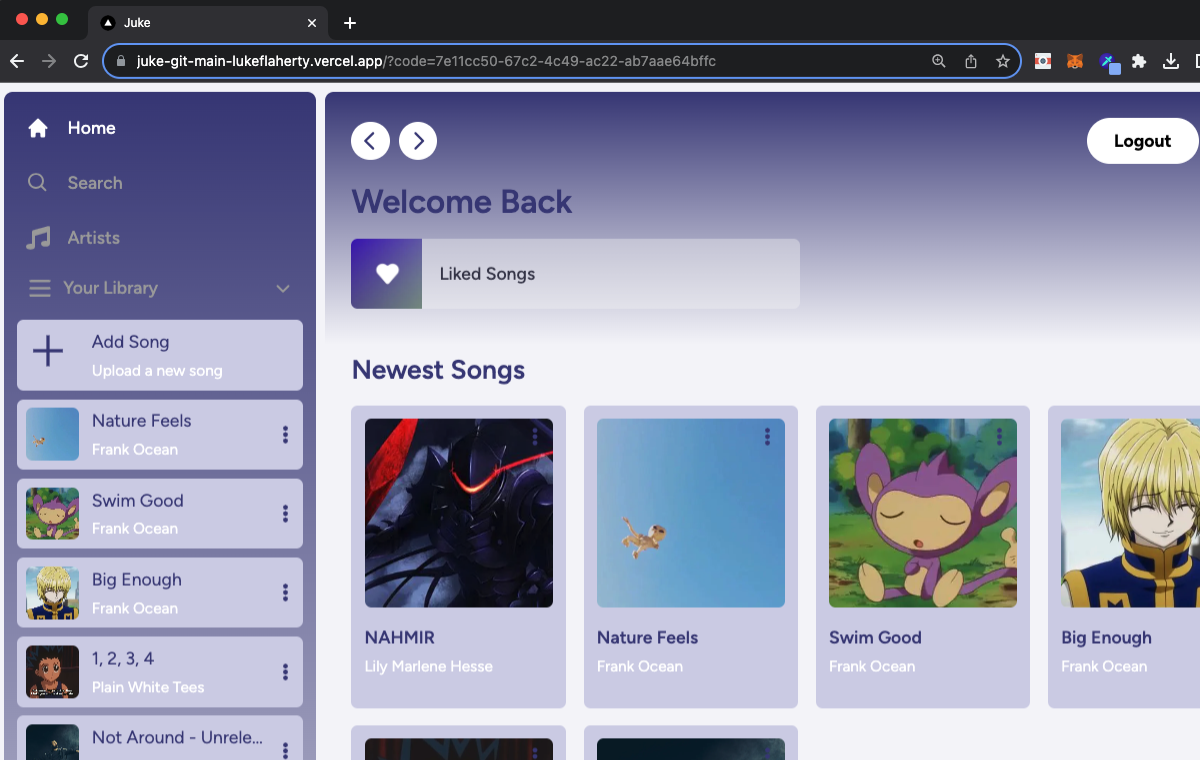 Juke
juke-git-main-lukeflaherty.vercel.app/?code=7e11cc50-67c2-4c49-ac22-ab7aae64bffc
Home
Search
Artists
Your Library
Add Song
Upload a new song
Nature Feels
Frank Ocean
Swim Good
Frank Ocean
Big Enough
Frank Ocean
1, 2, 3, 4
Plain White Tees
Not Around - Unrele...
Logout
Welcome Back
Liked Songs
Newest Songs
NAHMIR
Lily Marlene Hesse
Nature Feels
Frank Ocean
Swim Good
Frank Ocean
Big Enough
Frank Ocean